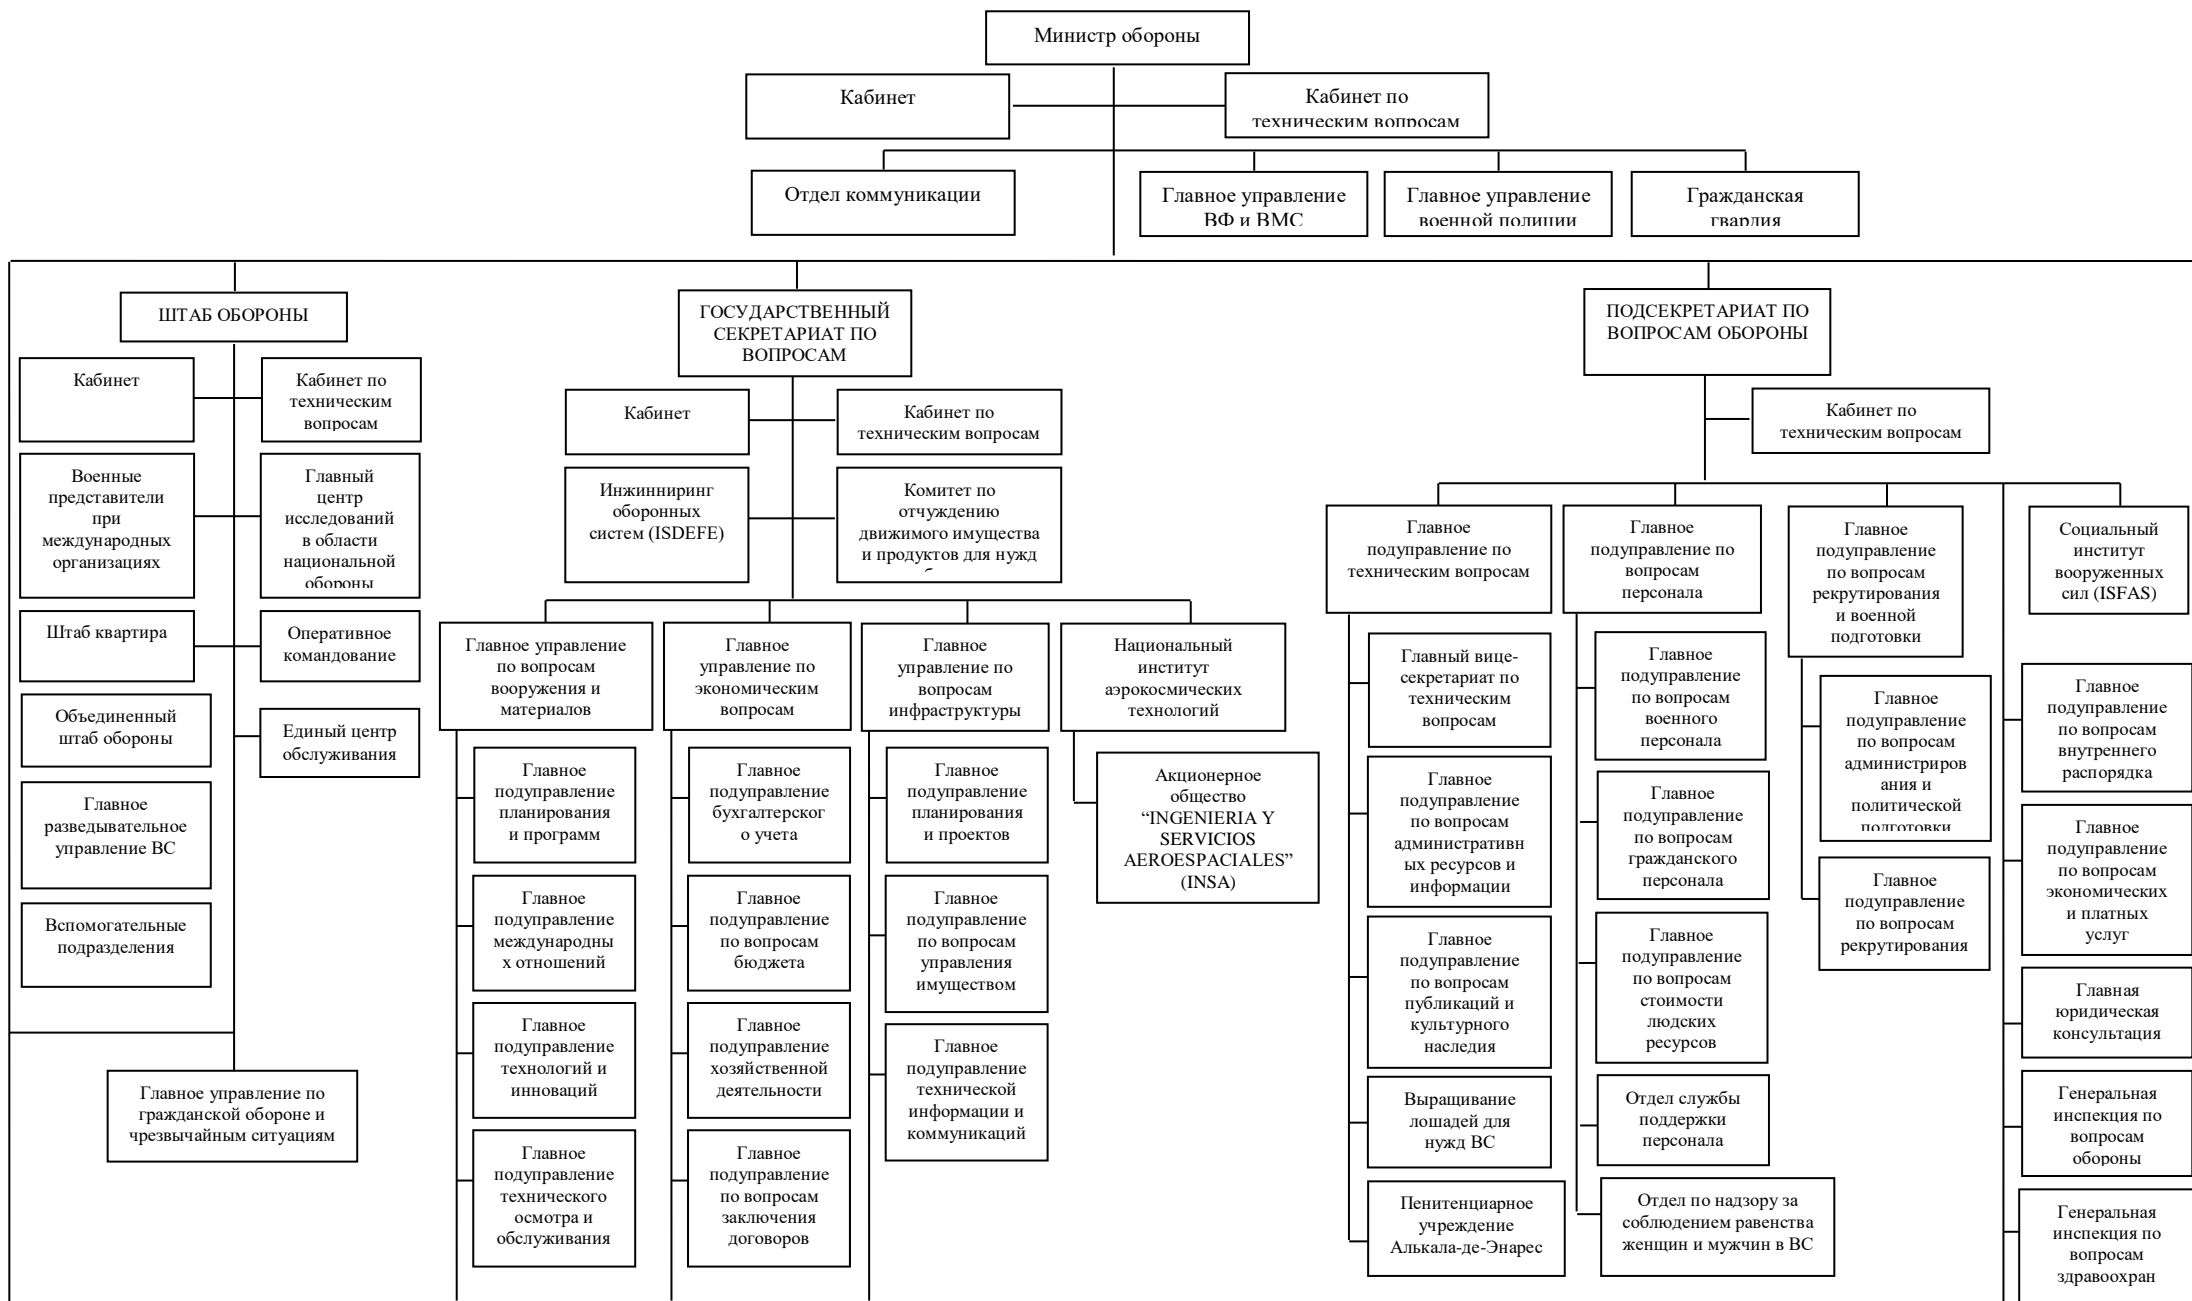 Министр обороны
Кабинет
Кабинет по
техническим вопросам
Отдел коммуникации
Главное управление
ВФ и ВМС
Главное управление
военной полиции
Гражданская
гвардия
ШТАБ ОБОРОНЫ
Кабинет
Кабинет по
техническим
вопросам
Военные
представители
при
международных
организациях
Главный
центр
исследований
в области
национальной
обороны
Штаб квартира
Оперативное
командование
Объединенный
штаб обороны
Единый центр
обслуживания
Главное
разведывательное
управление ВС
Вспомогательные
подразделения
Главное управление по
гражданской обороне и
чрезвычайным ситуациям
ГОСУДАРСТВЕННЫЙ
СЕКРЕТАРИАТ ПО
ВОПРОСАМ
Кабинет
Кабинет по
техническим вопросам
Инжинниринг
оборонных
систем (ISDEFE)
Комитет по
отчуждению
движимого имущества
и продуктов для нужд
Главное управление
по вопросам
вооружения и
материалов
Главное
подуправление
планирования
и программ
Главное
подуправление
международны
х отношений
Главное
подуправление
технологий и
инноваций
Главное
подуправление
технического
осмотра и
обслуживания
Главное
управление по
экономическим
вопросам
Главное
подуправление
бухгалтерског
о учета
Главное
подуправление
по вопросам
бюджета
Главное
подуправление
хозяйственной
деятельности
Главное
подуправление
по вопросам
заключения
договоров
Главное
управление по
вопросам
инфраструктуры
Главное
подуправление
планирования
и проектов
Главное
подуправление
по вопросам
управления
имуществом
Главное
подуправление
технической
информации и
коммуникаций
Национальный
институт
аэрокосмических
технологий
Акционерное
общество
“INGENIERIA Y
SERVICIOS
AEROESPACIALES”
(INSA)
ПОДСЕКРЕТАРИАТ ПО
ВОПРОСАМ ОБОРОНЫ
Кабинет по
техническим вопросам
Главное
подуправление по
техническим вопросам
Главный вице-
секретариат по
техническим
вопросам
Главное
подуправление
по вопросам
административн
ых ресурсов и
информации
Главное
подуправление
по вопросам
публикаций и
культурного
наследия
Выращивание
лошадей для
нужд ВС
Пенитенциарное
учреждение
Алькала-де-Энарес
Главное
подуправление по
вопросам
персонала
Главное
подуправление
по вопросам
военного
персонала
Главное
подуправление
по вопросам
гражданского
персонала
Главное
подуправление
по вопросам
стоимости
людских
ресурсов
Отдел службы
поддержки
персонала
Отдел по надзору за
соблюдением равенства
женщин и мужчин в ВС
Главное
подуправление
по вопросам
рекрутирования
и военной
подготовки
Главное
подуправление
по вопросам
администриров
ания и
политической
подготовки
Главное
подуправление
по вопросам
рекрутирования
Социальный
институт
вооруженных
сил (ISFAS)
Главное
подуправление
по вопросам
внутреннего
распорядка
Главное
подуправление
по вопросам
экономических
и платных
услуг
Главная
юридическая
консультация
Генеральная
инспекция по
вопросам
обороны
Генеральная
инспекция по
вопросам
здравоохран